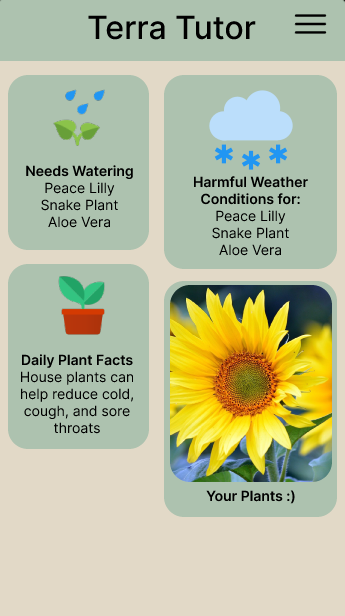 Terra Tutor
Needs Watering
Peace Lilly
Snake Plant
Aloe Vera
Harmful Weather
Conditions for:
Peace Lilly
Snake Plant
Aloe Vera
Daily Plant Facts
House plants can
help reduce cold,
cough, and sore
throats
Your Plants :)